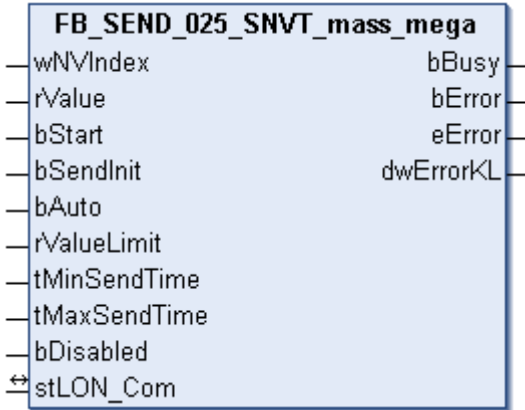 FB_SEND_025_SNVT_mass_mega
wNVIndex bBusy
rValue bError
bStart eError
bSendInit dwErrorKL
bAuto
rValueLimit
tMinSendTime
tMaxSendTime
bDisabled
stLON_Com